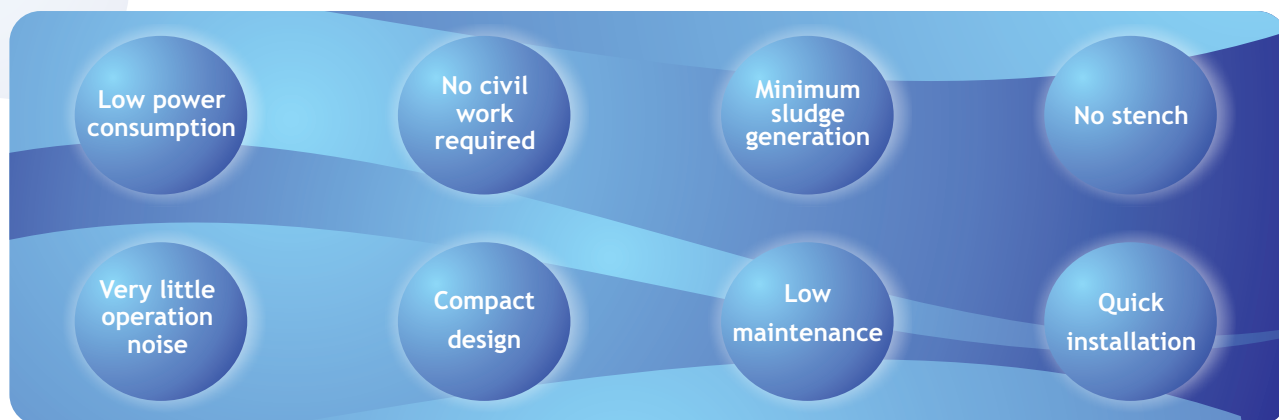 Low power
consumption
No civil
work
required
Minimum
sludge
generation
No stench
Very little
operation
noise
Compact
design
Low
maintenance
Quick
installation